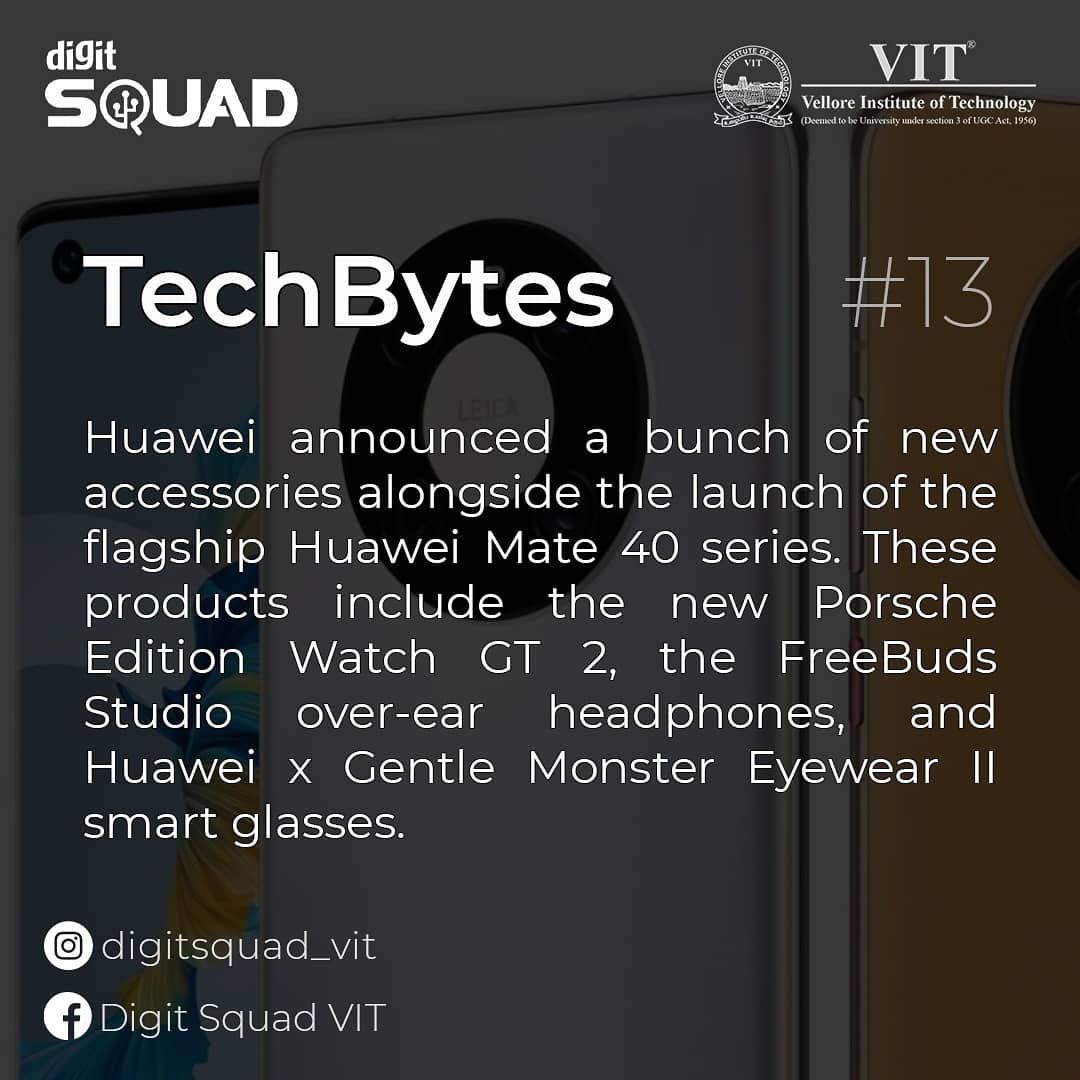 digit
SQUAD
VELLORE INSTITUTE OF TECHNOLOGY
VIT
VIT®
Vellore Institute of Technology
(Deemed to be University under section 3 of UGC Act, 1956)
TechBytes #13
LEICA
Huawei announced a bunch of new
accessories alongside the launch of the
flagship Huawei Mate 40 series. These
products include the new Porsche
Edition Watch GT 2, the FreeBuds
Studio over-ear headphones, and
Huawei x Gentle Monster Eyewear II
smart glasses.
digitsquad_vit
Digit Squad VIT